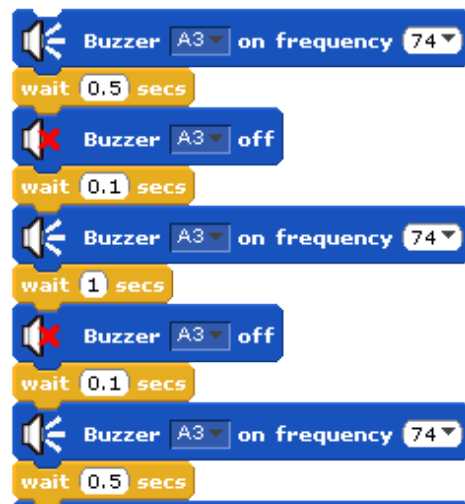 Buzzer A3 on frequency 74
wait 0.5 secs
Buzzer A3 off
wait 0.1 secs
Buzzer A3 on frequency 74
wait 1 secs
Buzzer A3 off
wait 0.1 secs
Buzzer A3 on frequency 74
wait 0.5 secs